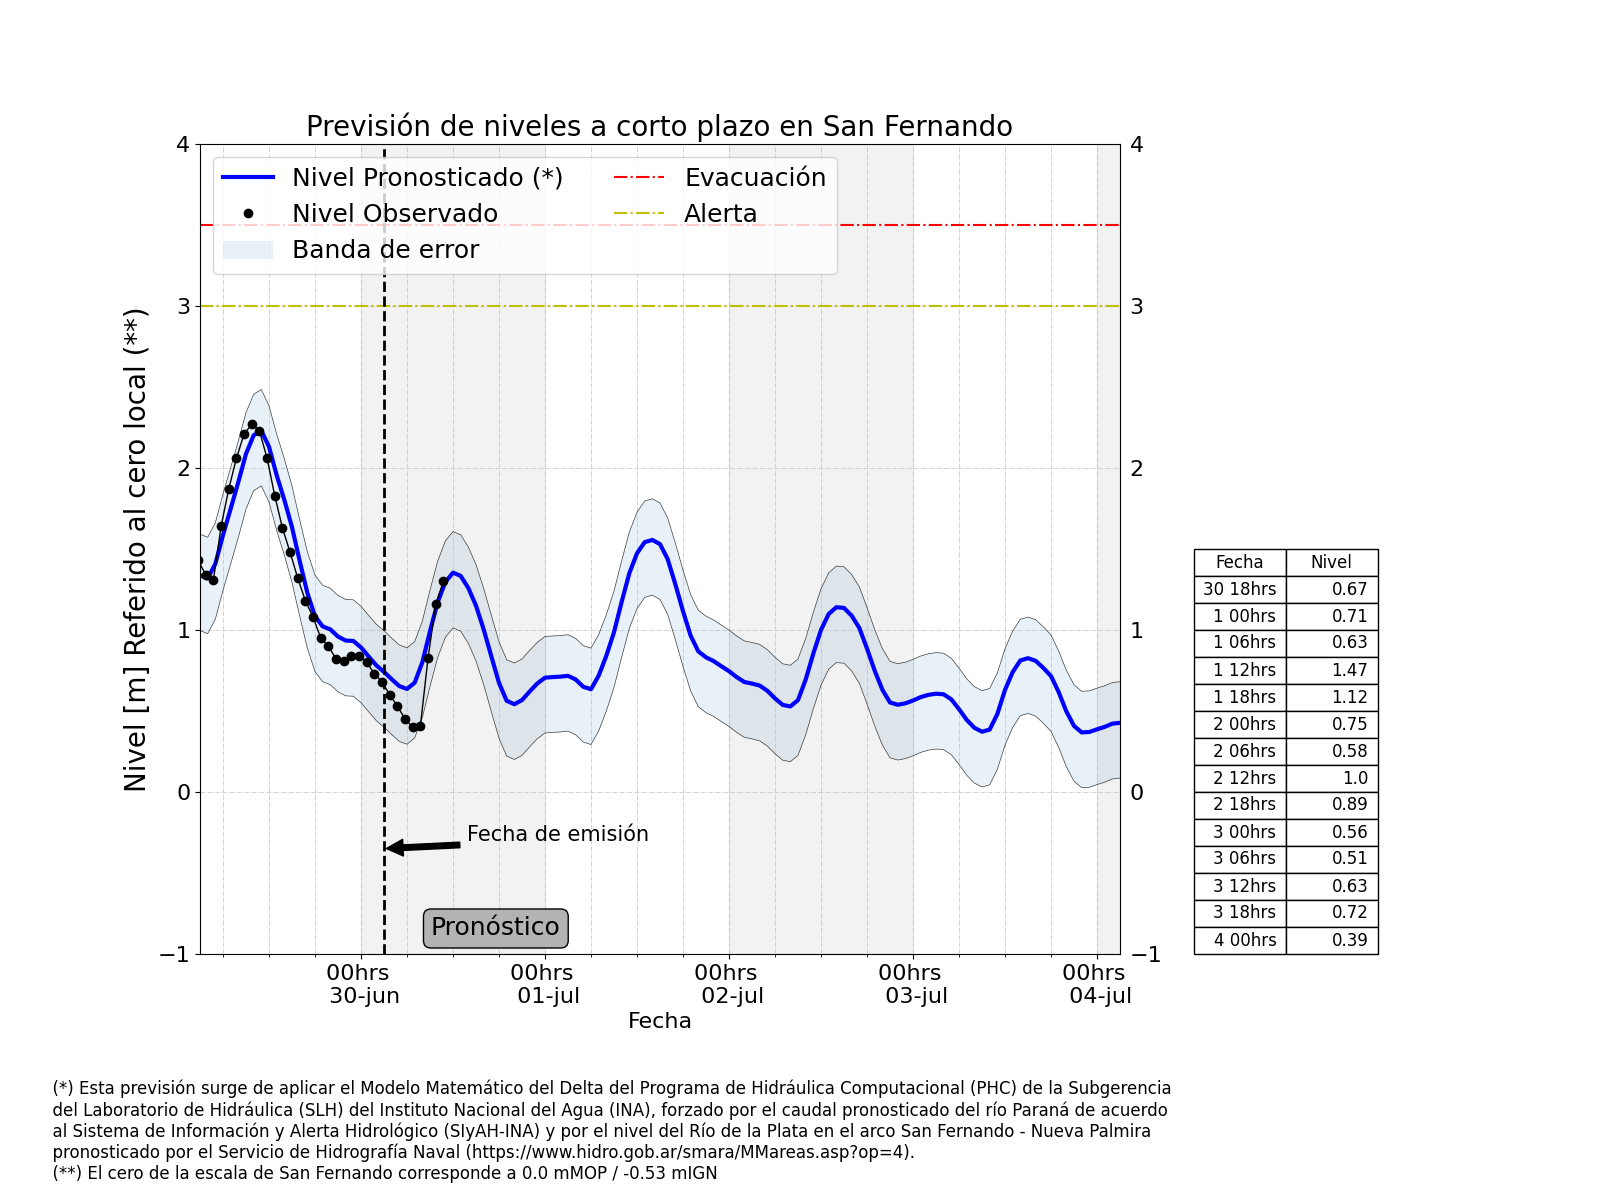 Previsión de niveles a corto plazo en San Fernando
Nivel Pronosticado (*)
Nivel Observado
Banda de error
Evacuación
Alerta
Nivel [m] Referido al cero local (**)
4
3
2
1
0
−1
4
3
2
1
0
−1
Fecha de emisión
Pronóstico
00hrs
30-jun
00hrs
01-jul
00hrs
02-jul
00hrs
03-jul
00hrs
04-jul
Fecha
Fecha Nivel
30 18hrs 0.67
1 00hrs 0.71
1 06hrs 0.63
1 12hrs 1.47
1 18hrs 1.12
2 00hrs 0.75
2 06hrs 0.58
2 12hrs 1.0
2 18hrs 0.89
3 00hrs 0.56
3 06hrs 0.51
3 12hrs 0.63
3 18hrs 0.72
4 00hrs 0.39
(*) Esta previsión surge de aplicar el Modelo Matemático del Delta del Programa de Hidráulica Computacional (PHC) de la Subgerencia
del Laboratorio de Hidráulica (SLH) del Instituto Nacional del Agua (INA), forzado por el caudal pronosticado del río Paraná de acuerdo
al Sistema de Información y Alerta Hidrológico (SIyAH-INA) y por el nivel del Río de la Plata en el arco San Fernando - Nueva Palmira
pronosticado por el Servicio de Hidrografía Naval (https://www.hidro.gob.ar/smara/MMareas.asp?op=4).
(**) El cero de la escala de San Fernando corresponde a 0.0 mMOP / -0.53 mIGN